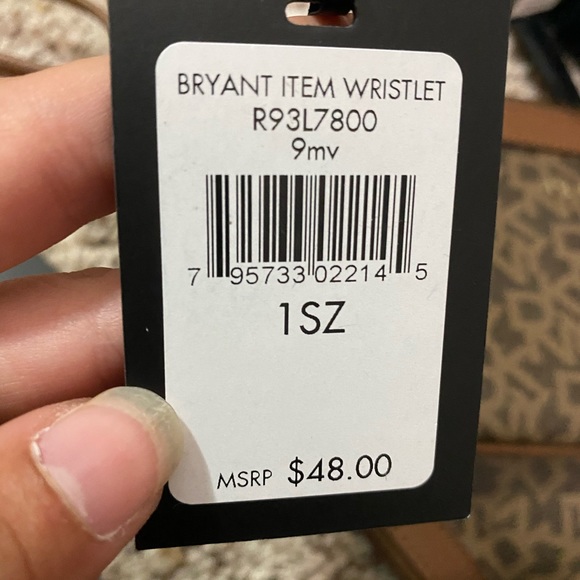 BRYANT ITEM WRISTLET
R93L7800
9mv
7 95733 02214 5
1SZ
MSRP $48.00